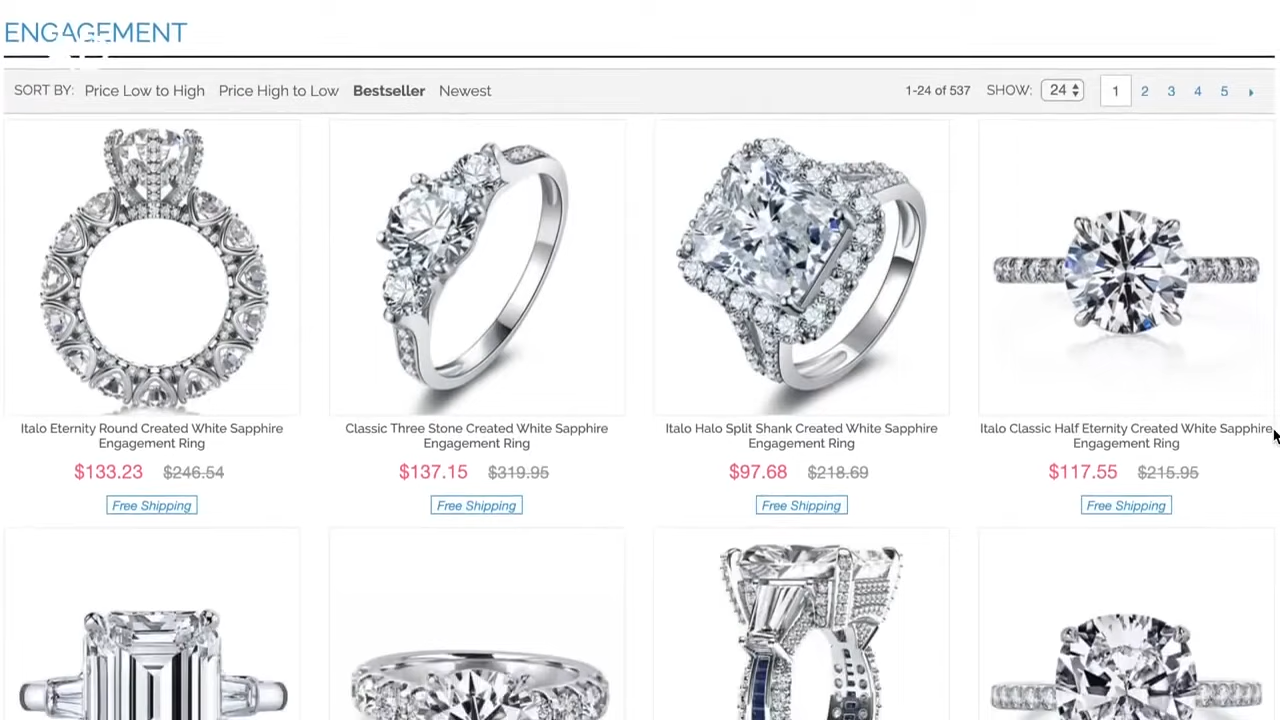 ENGAGEMENT
SORT BY: Price Low to High Price High to Low Bestseller Newest 1-24 of 537 SHOW: 24 1 2 3 4 5
Italo Eternity Round Created White Sapphire
Engagement Ring
$133.23 $246.54
Free Shipping
Classic Three Stone Created White Sapphire
Engagement Ring
$137.15 $319.95
Free Shipping
Italo Halo Split Shank Created White Sapphire
Engagement Ring
$97.68 $218.69
Free Shipping
Italo Classic Half Eternity Created White Sapphire
Engagement Ring
$117.55 $215.95
Free Shipping